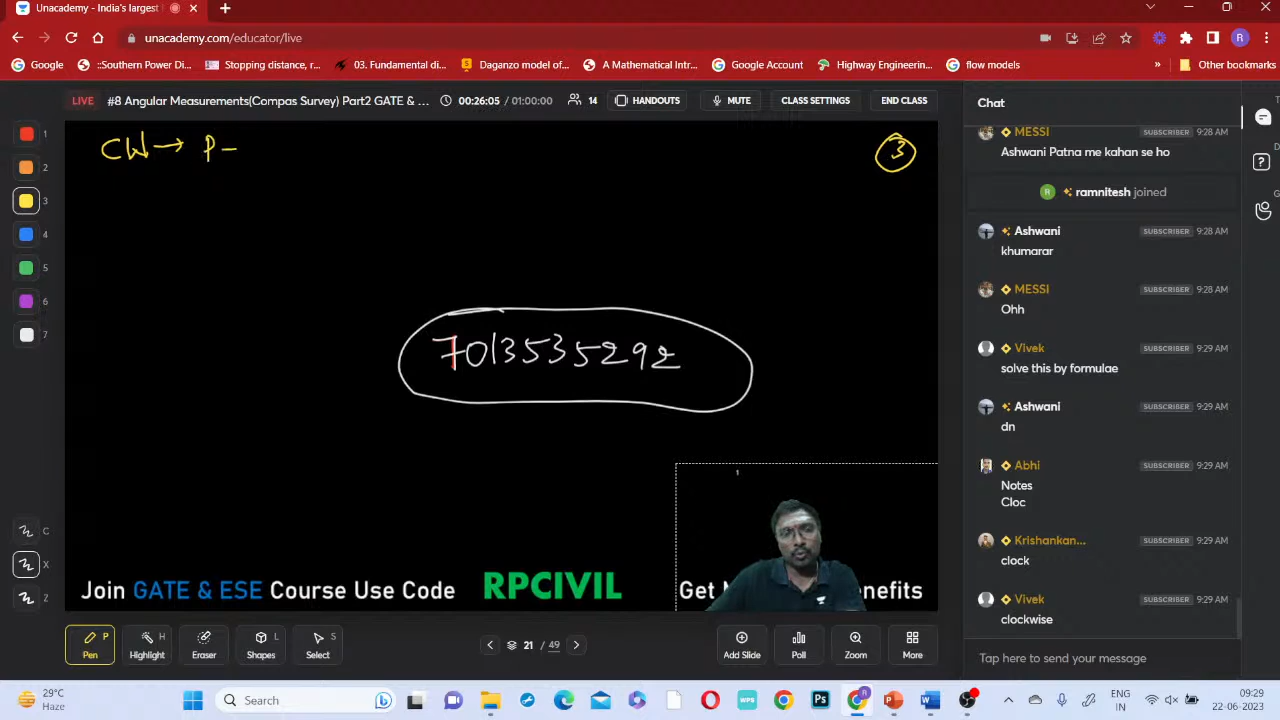 Unacademy - India's largest l
unacademy.com/educator/live
Google
::Southern Power Di...
Stopping distance, r...
03. Fundamental di...
Daganzo model of...
A Mathematical Intr...
Google Account
Highway Engineerin...
flow models
»
Other bookmarks
LIVE #8 Angular Measurements(Compas Survey) Part2 GATE & ... 00:26:05 / 01:00:00 14 HANDOUTS MUTE CLASS SETTINGS END CLASS
1
2
3
4
5
6
7
C
X
Z
CW → P -
3
7013535292
Join GATE & ESE Course Use Code RPCIVIL Get
nefits
Pen P
Highlight H
Eraser E
Shapes L
Select S
21 / 49
Add Slide
Poll
Zoom
More
Chat
MESSI SUBSCRIBER 9:28 AM
Ashwani Patna me kahan se ho
R ramnitesh joined
Ashwani SUBSCRIBER 9:28 AM
khumarar
MESSI SUBSCRIBER 9:28 AM
Ohh
Vivek SUBSCRIBER 9:29 AM
solve this by formulae
Ashwani SUBSCRIBER 9:29 AM
dn
Abhi SUBSCRIBER 9:29 AM
Notes
Cloc
Krishankan... SUBSCRIBER 9:29 AM
clock
Vivek SUBSCRIBER 9:29 AM
clockwise
Tap here to send your message
29°C
Haze
Search
ENG
IN
09:29
22-06-2023